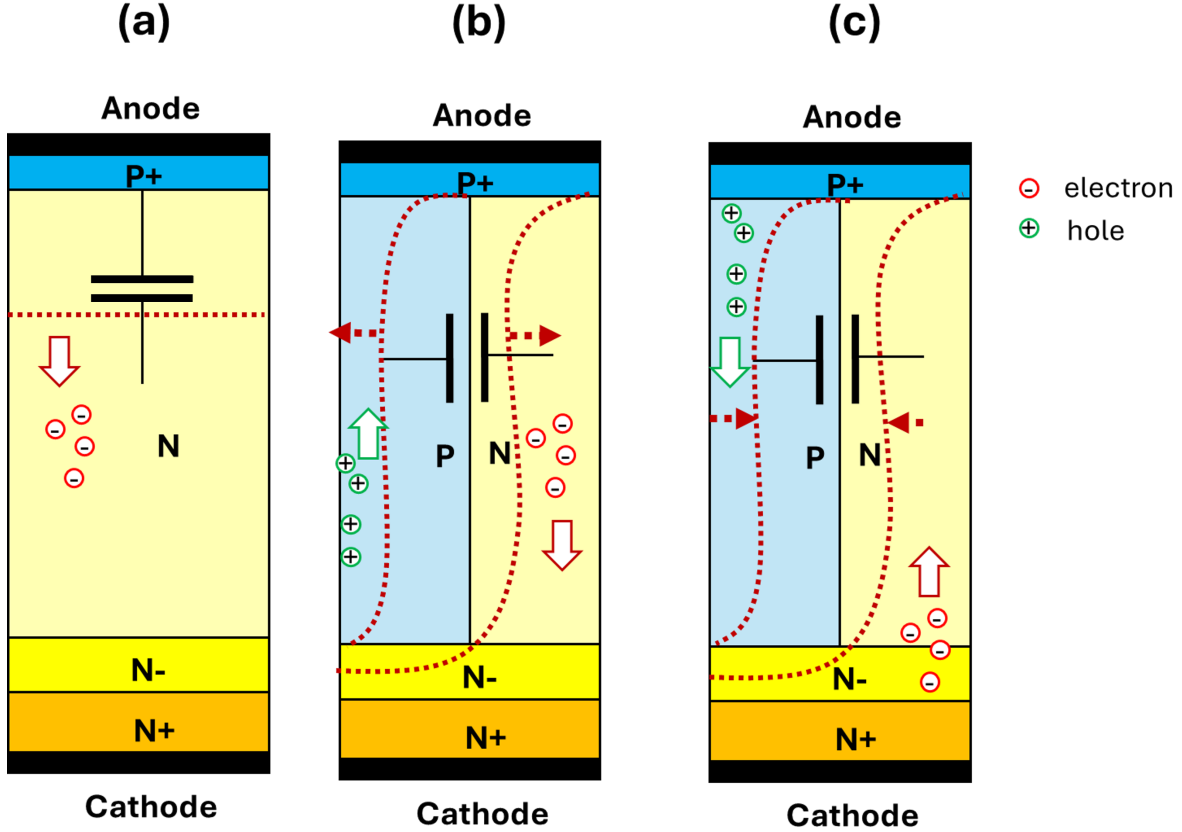 (a)
(b)
(c)
Anode
Anode
Anode
P+
P+
P+
electron
hole
N
P
N
P
N
N-
N-
N-
N+
N+
N+
Cathode
Cathode
Cathode